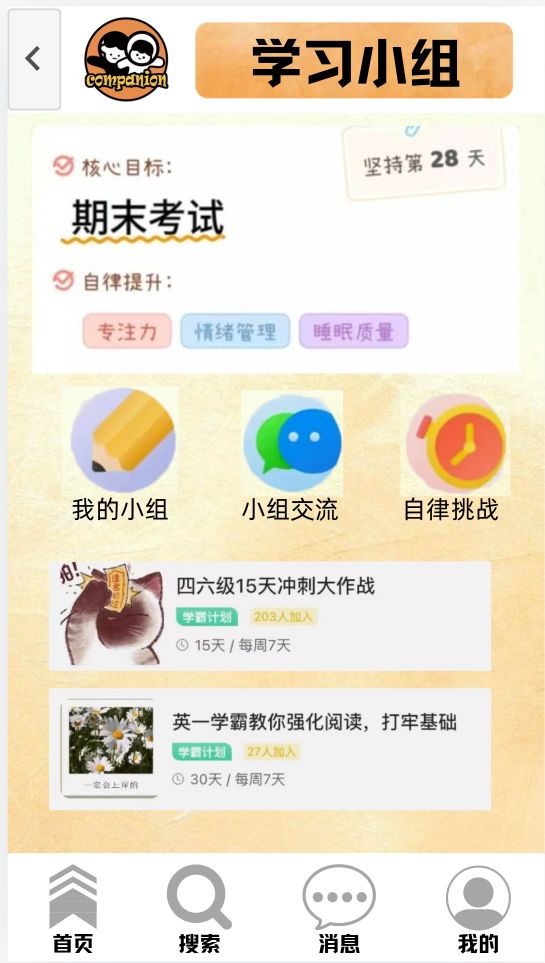 companion
学习小组
核心目标：
坚持第 28 天
期末考试
自律提升：
专注力 情绪管理 睡眠质量
我的小组 小组交流 自律挑战
拍！
四六级15天冲刺大作战
学霸计划 203人加入
15天 / 每周7天
英一学霸教你强化阅读，打牢基础
学霸计划 27人加入
30天 / 每周7天
一定会上岸的
首页 搜索 消息 我的